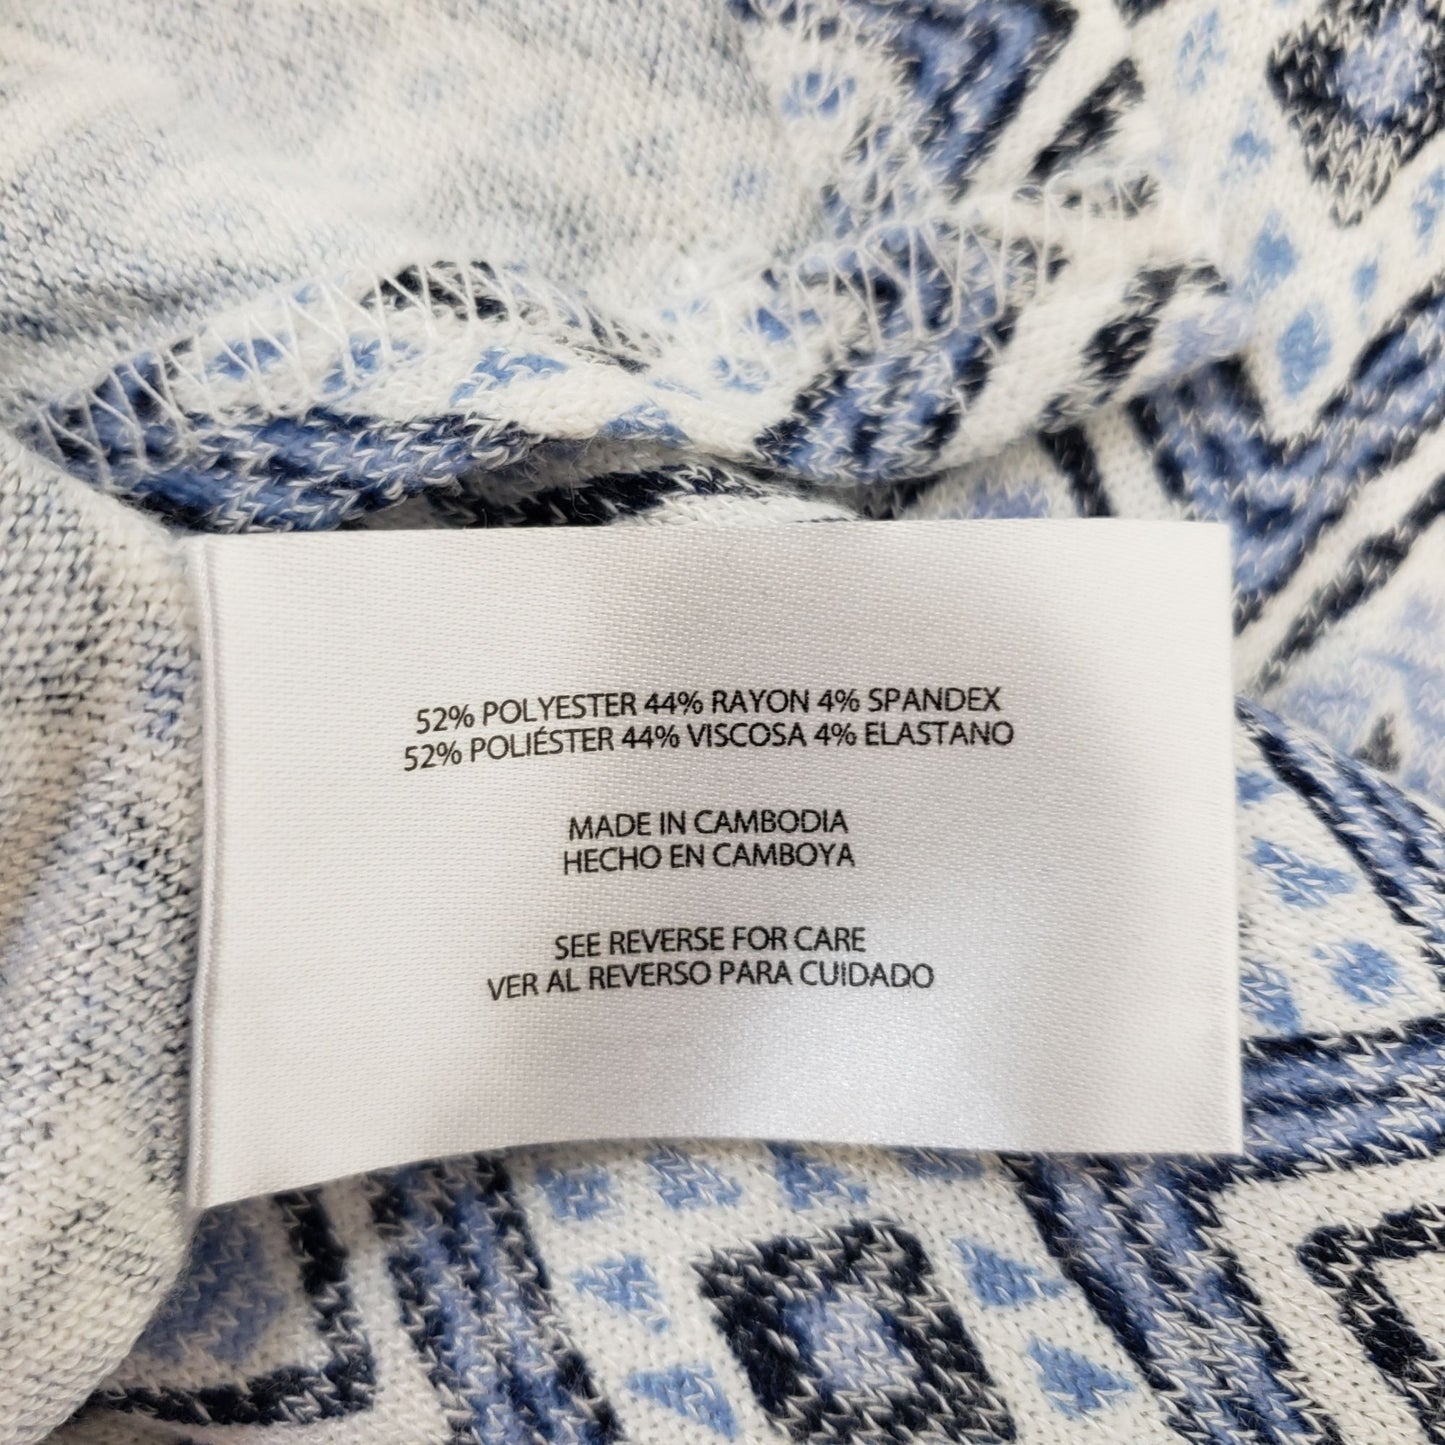 52% POLYESTER 44% RAYON 4% SPANDEX
52% POLIÉSTER 44% VISCOSA 4% ELASTANO
MADE IN CAMBODIA
HECHO EN CAMBOYA
SEE REVERSE FOR CARE
VER AL REVERSO PARA CUIDADO